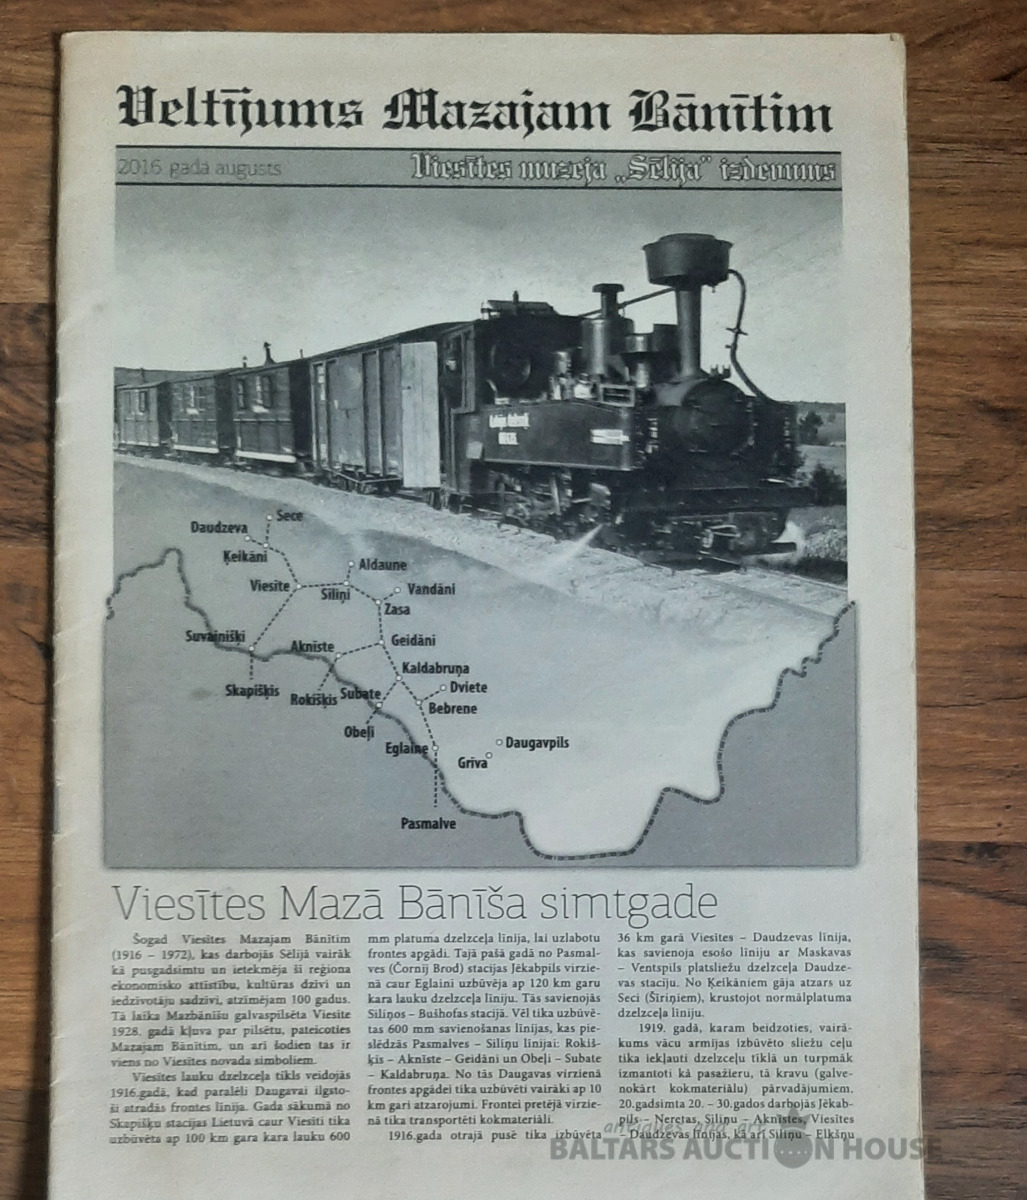 Veltījums Mazajam Bānītim
2016. gada augusts
Viesītes muzeja „Sēlija” izdevums
Sece
Daudzeva
Ķeikāni
Aldaune
Viesīte
Siliņi
Vandāni
Zasa
Suvainišķi
Akniste
Geidāni
Kaldabruņa
Skapišķis
Rokišķis
Subate
Dviete
Bebrene
Obeļi
Eglaine
Daugavpils
Grīva
Pasmalve
Viesītes Mazā Bānīša simtgade
Šogad Viesītes Mazajam Bānītim
(1916 – 1972), kas darbojās Sēlijā vairāk
kā pusgadsimtu un ietekmēja šī reģiona
ekonomisko attīstību, kultūras dzīvi un
iedzīvotāju sadzīvi, atzīmējam 100 gadus.
Tā laika Mazbānīšu galvaspilsēta Viesīte
1928. gadā kļuva par pilsētu, pateicoties
Mazajam Bānītim, un arī šodien tas ir
viens no Viesītes novada simboliem.
Viesītes lauku dzelzceļa tīkls veidojās
1916.gadā, kad paralēli Daugavai ilgsto-
ši atradās frontes līnija. Gada sākumā no
Skapišķu stacijas Lietuvā caur Viesīti tika
uzbūvēta ap 100 km gara kara lauku 600
mm platuma dzelzceļa līnija, lai uzlabotu
frontes apgādi. Tajā pašā gadā no Pasmal-
ves (Čornij Brod) stacijas Jēkabpils virzie-
nā caur Eglaini uzbūvēja ap 120 km garu
kara lauku dzelzceļa līniju. Tās savienojās
Siliņos – Bušhofas stacijā. Vēl tika uzbūvē-
tas 600 mm savienošanas līnijas, kas pie-
slēdzās Pasmalves – Siliņu līnijai: Rokiš-
ķis – Aknīste – Geidāni un Obeļi – Subate
– Kaldabruņa. No tās Daugavas virzienā
frontes apgādei tika uzbūvēti vairāki ap 10
km gari atzarojumi. Frontei pretējā virzie-
nā tika transportēti kokmateriāli.
1916.gada otrajā pusē tika izbūvēta
36 km garā Viesītes – Daudzevas līnija,
kas savienoja esošo līniju ar Maskavas
– Ventspils platsliežu dzelzceļa Daudze-
vas staciju. No Ķeikāniem gāja atzars uz
Seci (Šīriņiem), krustojot normālplatuma
dzelzceļa līniju.
1919. gadā, karam beidzoties, vairā-
kums vācu armijas izbūvēto sliežu ceļu
tika iekļauti dzelzceļu tīklā un turpmāk
izmantoti kā pasažieru, tā kravu (galve-
nokārt kokmateriālu) pārvadājumiem.
20.gadsimta 20. – 30.gados darbojās Jēkab-
pils – Neretas, Siliņu – Aknīstes, Viesītes
– Daudzevas līnijas, kā arī Siliņu – Elkšņu
antiques and art
BALTARS AUCTION HOUSE